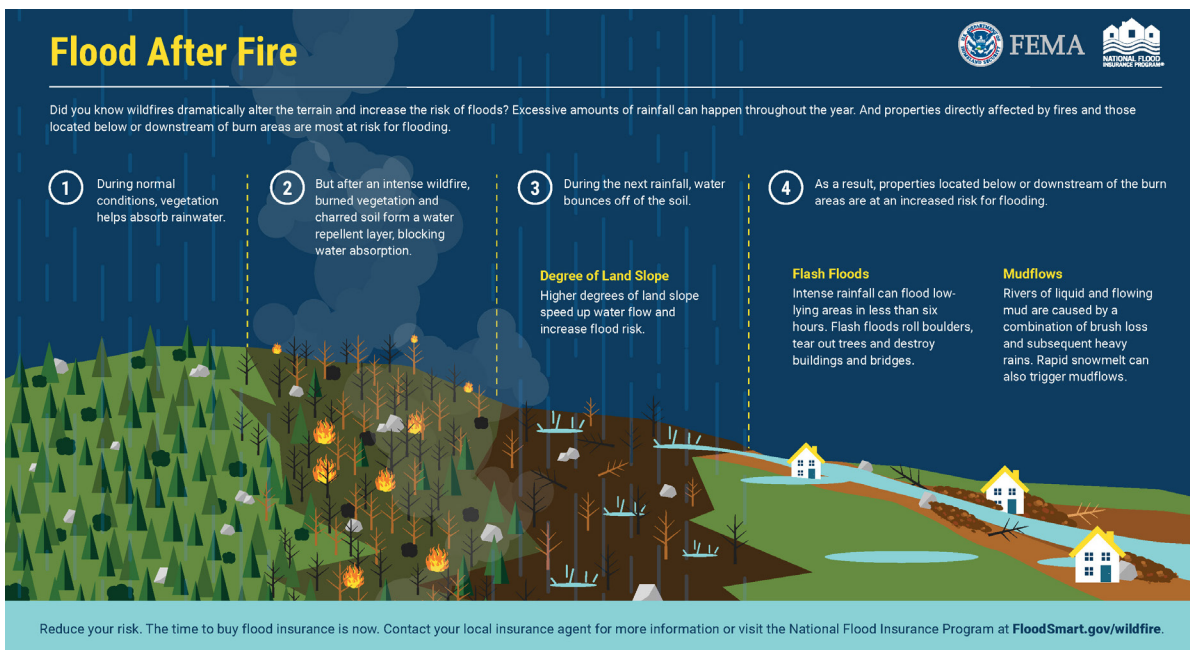 Flood After Fire
U.S. DEPARTMENT OF
HOMELAND SECURITY
FEMA
NATIONAL FLOOD
INSURANCE PROGRAM®
Did you know wildfires dramatically alter the terrain and increase the risk of floods? Excessive amounts of rainfall can happen throughout the year. And properties directly affected by fires and those
located below or downstream of burn areas are most at risk for flooding.
1
During normal
conditions, vegetation
helps absorb rainwater.
2
But after an intense wildfire,
burned vegetation and
charred soil form a water
repellent layer, blocking
water absorption.
3
During the next rainfall, water
bounces off of the soil.
Degree of Land Slope
Higher degrees of land slope
speed up water flow and
increase flood risk.
4
As a result, properties located below or downstream of the burn
areas are at an increased risk for flooding.
Flash Floods
Intense rainfall can flood low-
lying areas in less than six
hours. Flash floods roll boulders,
tear out trees and destroy
buildings and bridges.
Mudflows
Rivers of liquid and flowing
mud are caused by a
combination of brush loss
and subsequent heavy
rains. Rapid snowmelt can
also trigger mudflows.
Reduce your risk. The time to buy flood insurance is now. Contact your local insurance agent for more information or visit the National Flood Insurance Program at FloodSmart.gov/wildfire.